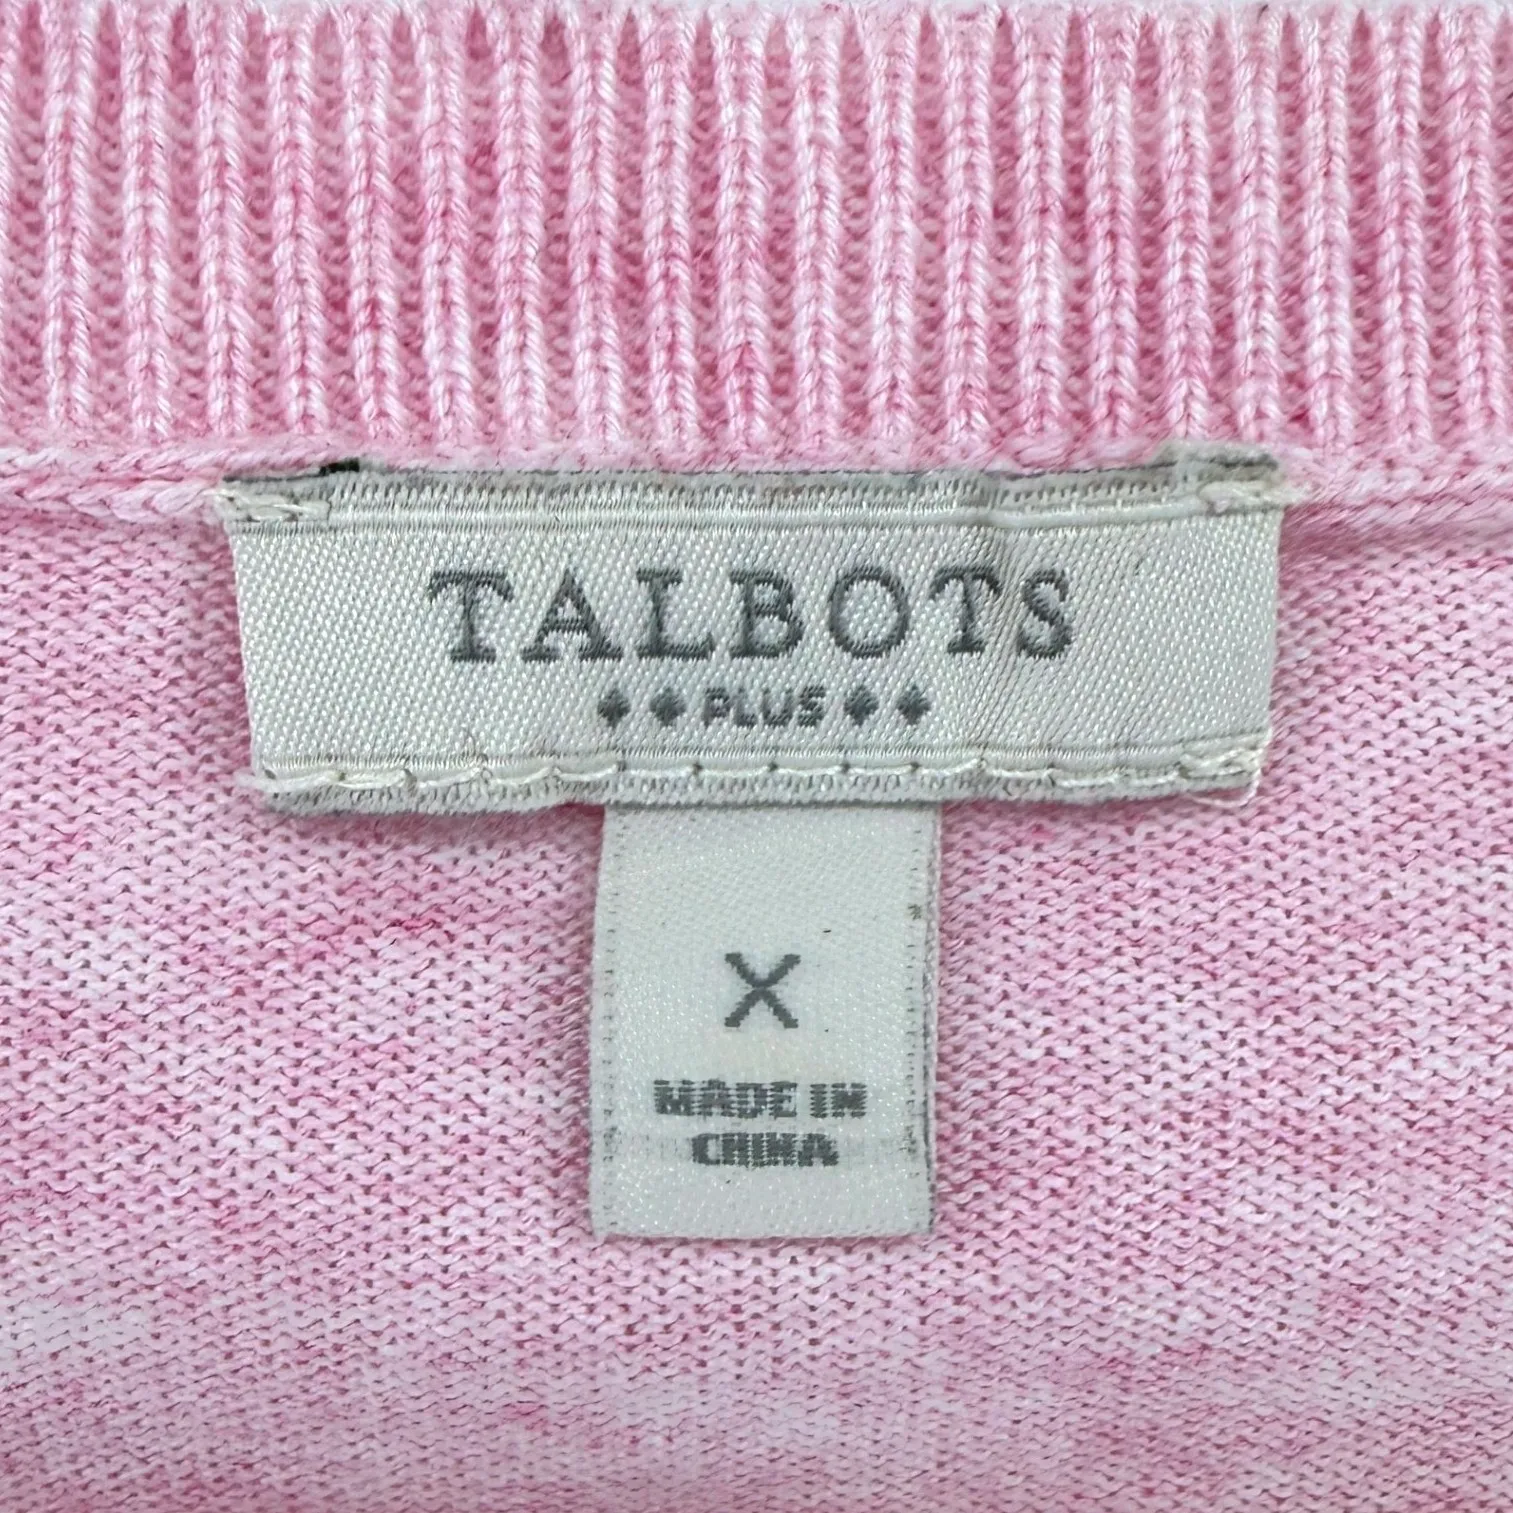 TALBOTS
♦♦PLUS♦♦
X
MADE IN
CHINA